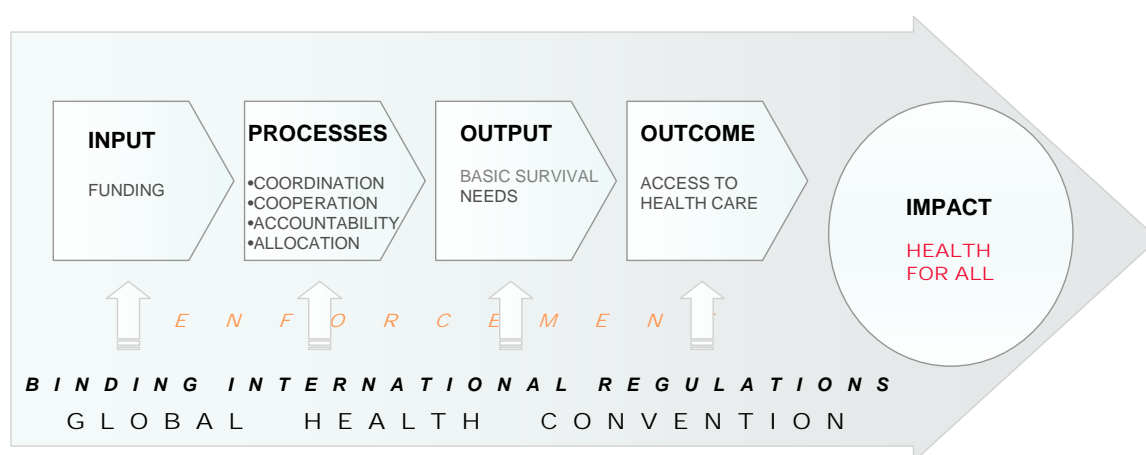 INPUT
FUNDING
PROCESSES
•COORDINATION
•COOPERATION
•ACCOUNTABILITY
•ALLOCATION
OUTPUT
BASIC SURVIVAL
NEEDS
OUTCOME
ACCESS TO
HEALTH CARE
IMPACT
HEALTH
FOR ALL
ENFORCEMENT
BINDING INTERNATIONAL REGULATIONS
GLOBAL HEALTH CONVENTION